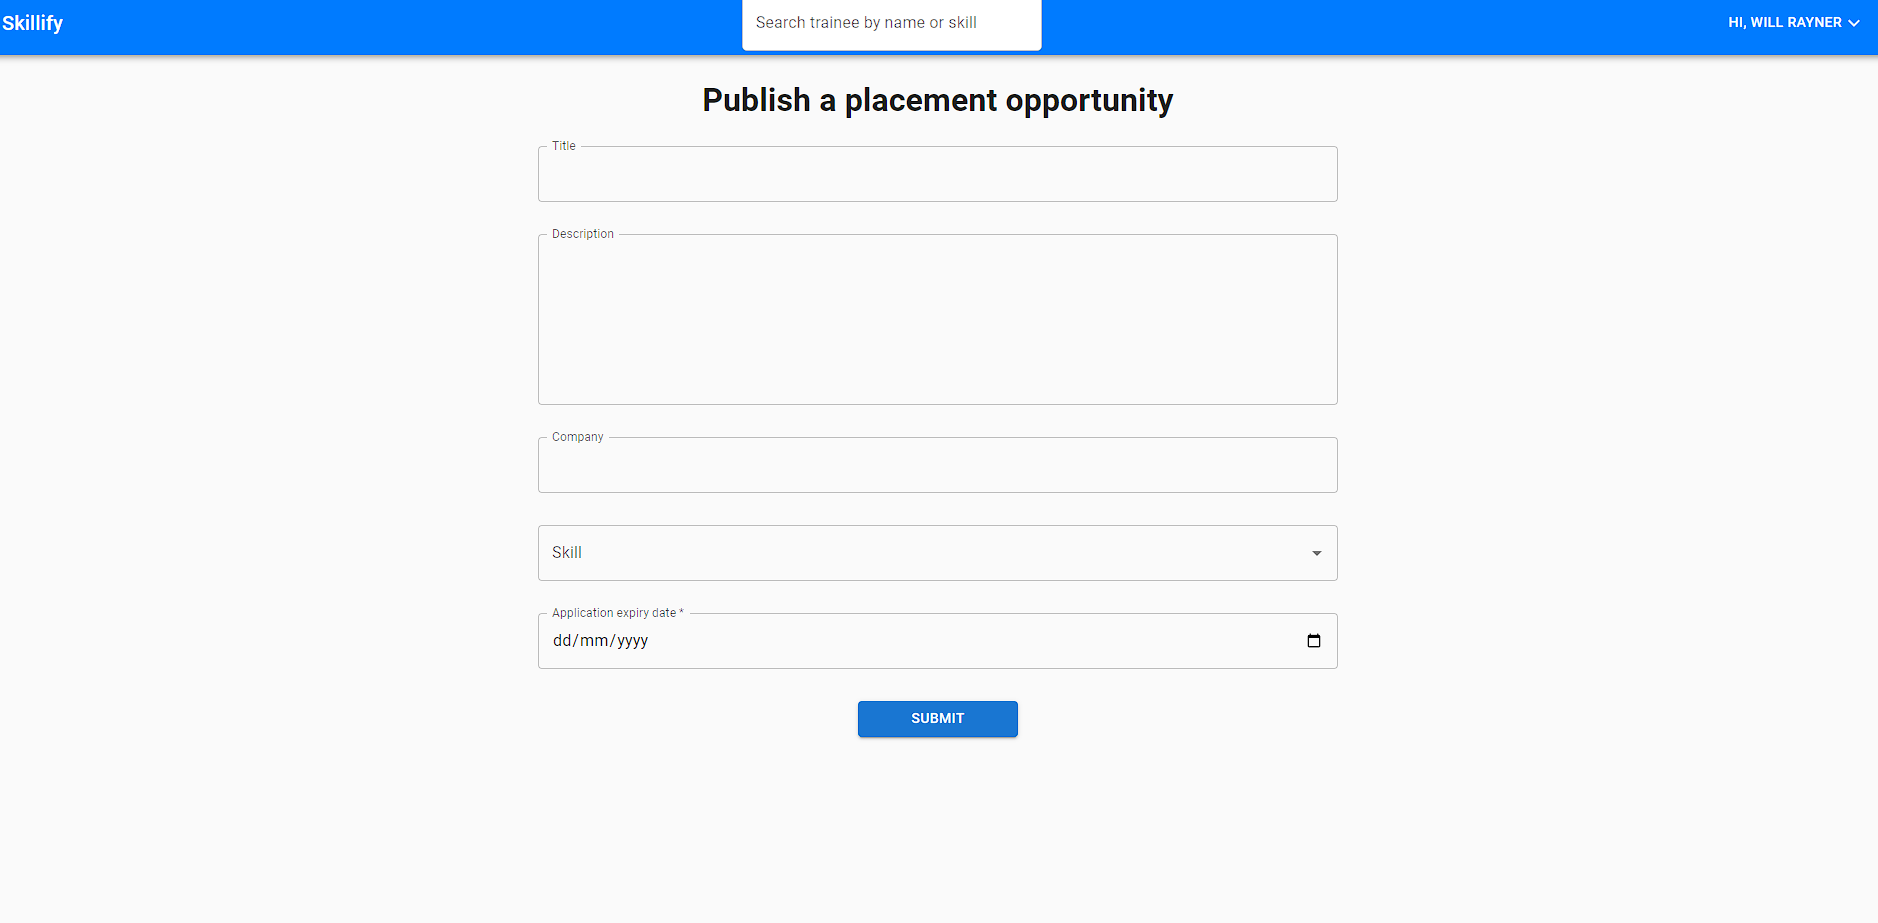 Skillify
Search trainee by name or skill
HI, WILL RAYNER
Publish a placement opportunity
Title
Description
Company
Skill
Application expiry date *
dd/mm/yyyy
SUBMIT